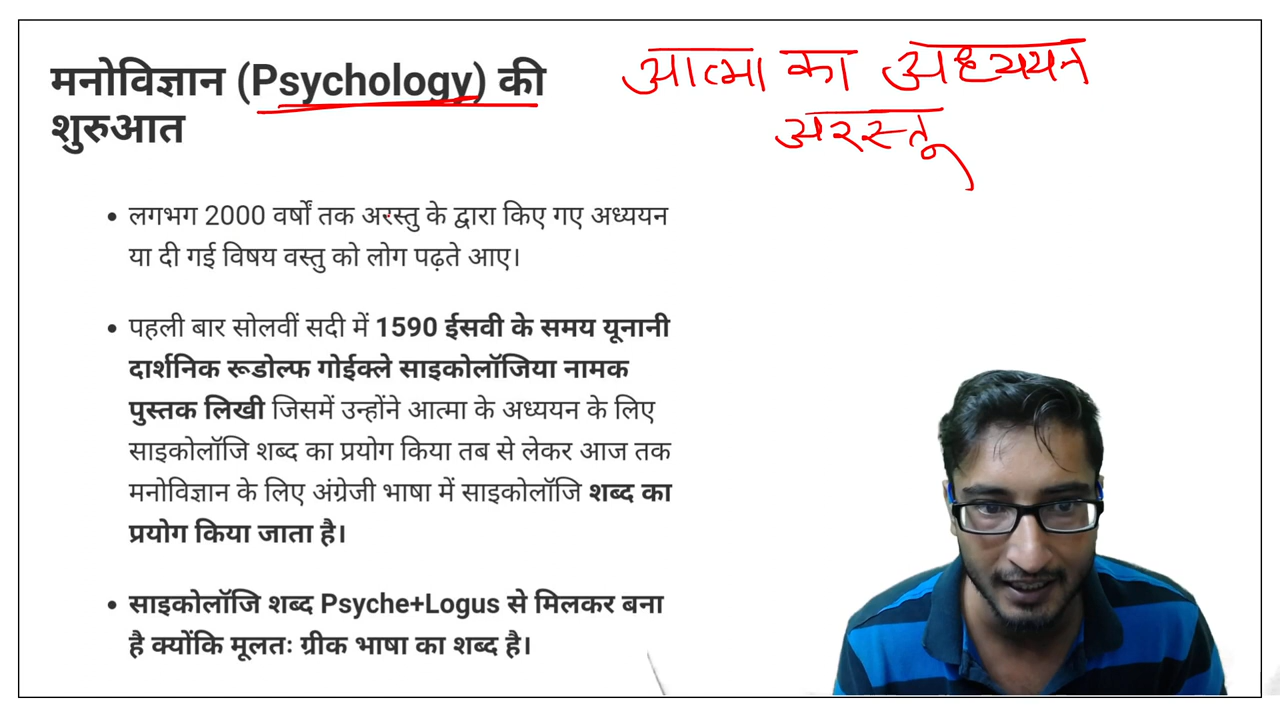 मनोविज्ञान (Psychology) की
शुरुआत
आत्मा का अध्ययन
अरस्तू
लगभग 2000 वर्षों तक अरस्तु के द्वारा किए गए अध्ययन
या दी गई विषय वस्तु को लोग पढ़ते आए।
पहली बार सोलवीं सदी में 1590 ईसवी के समय यूनानी
दार्शनिक रूडोल्फ गोईक्ले साइकोलॉजिया नामक
पुस्तक लिखी जिसमें उन्होंने आत्मा के अध्ययन के लिए
साइकोलॉजि शब्द का प्रयोग किया तब से लेकर आज तक
मनोविज्ञान के लिए अंग्रेजी भाषा में साइकोलॉजि शब्द का
प्रयोग किया जाता है।
साइकोलॉजि शब्द Psyche+Logus से मिलकर बना
है क्योंकि मूलतः ग्रीक भाषा का शब्द है।